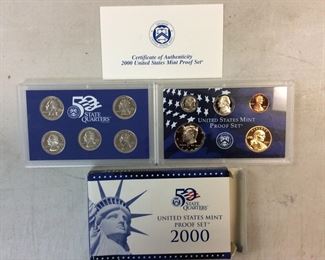 Certificate of Authenticity
2000 United States Mint Proof Set®
50
STATE
QUARTERS®
UNITED STATES MINT
PROOF SET®
50
STATE
QUARTERS®
UNITED STATES MINT
PROOF SET®
2000